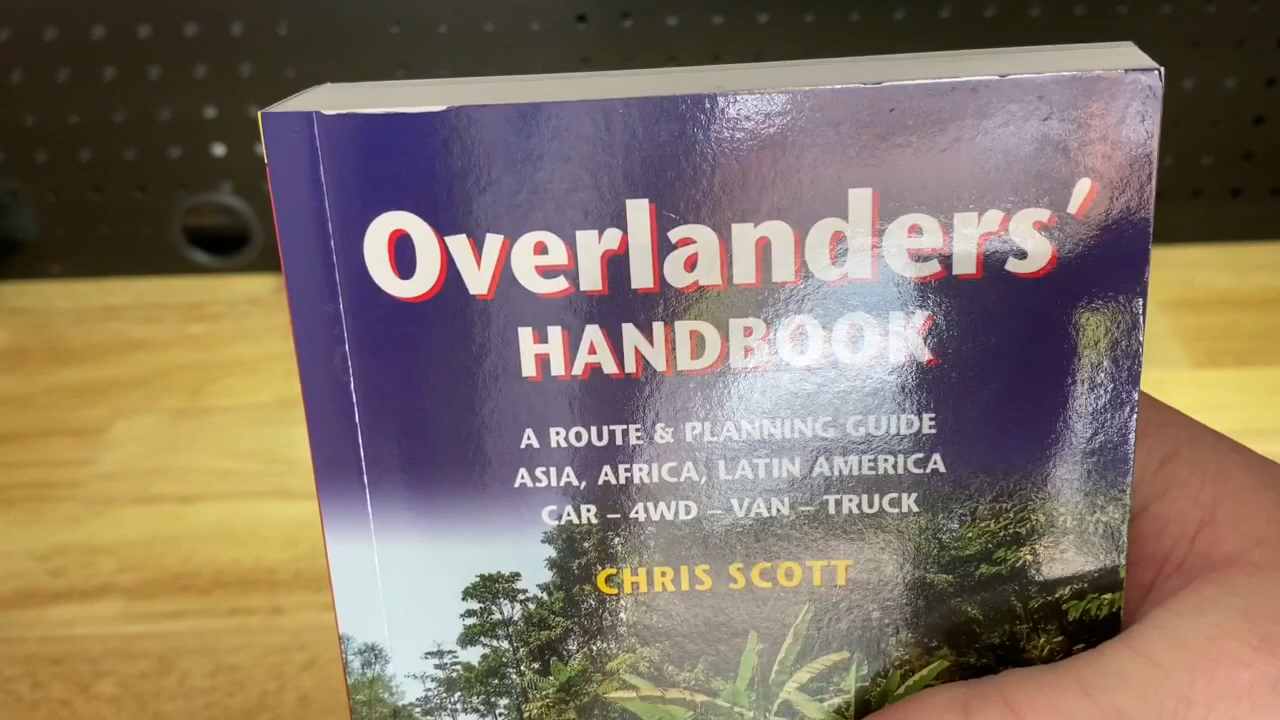 Overlanders'
HANDBOOK
A ROUTE & PLANNING GUIDE
ASIA, AFRICA, LATIN AMERICA
CAR – 4WD – VAN – TRUCK
CHRIS SCOTT